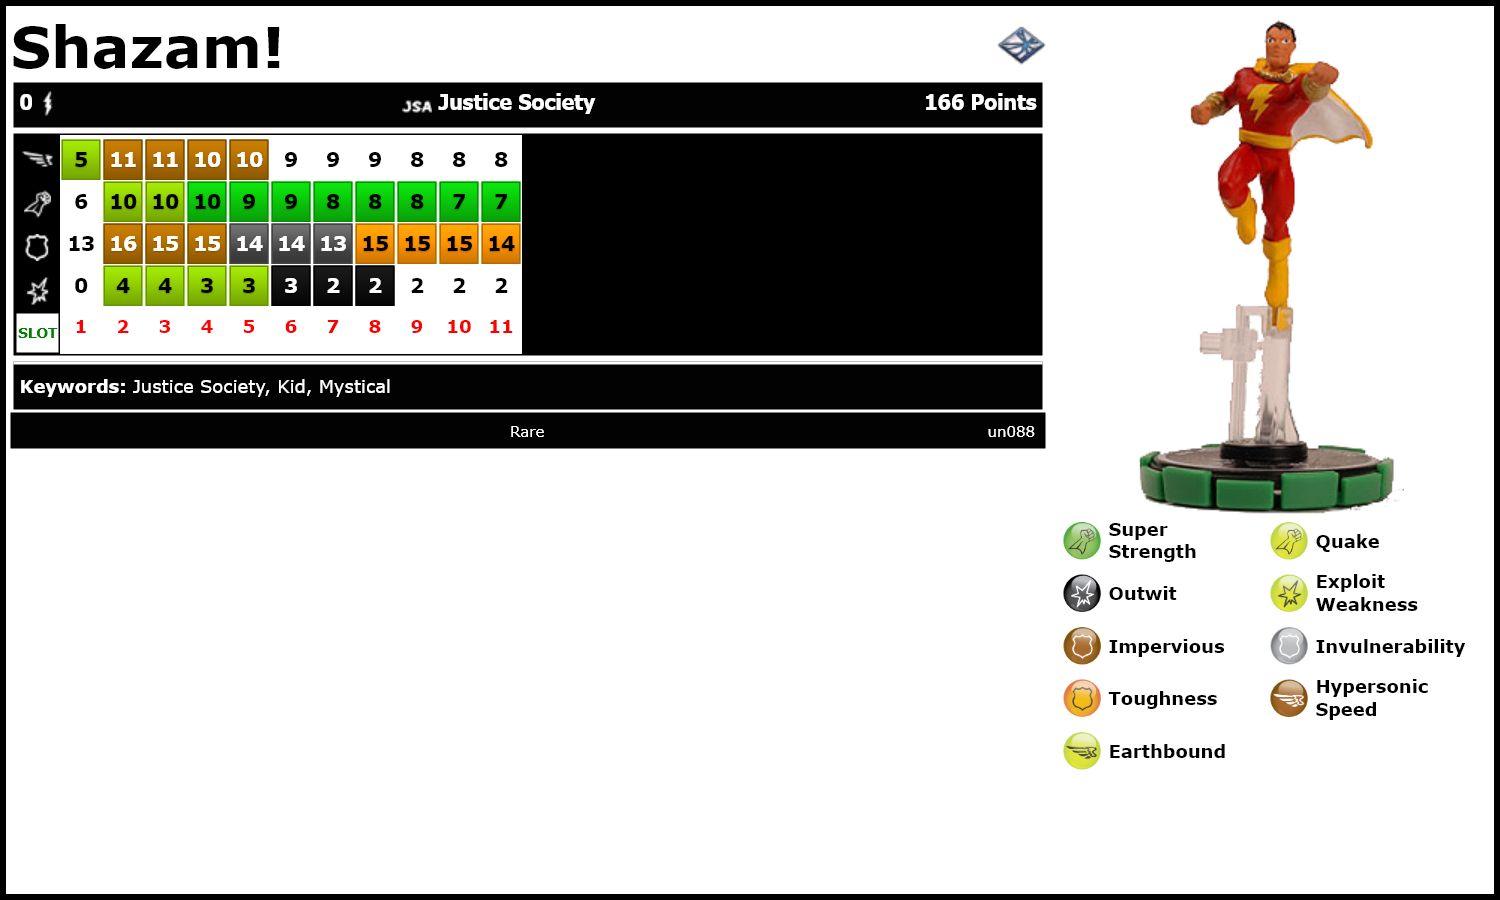 Shazam!
0 JSA Justice Society 166 Points
5 11 11 10 10 9 9 9 8 8 8
6 10 10 10 9 9 8 8 8 7 7
13 16 15 15 14 14 13 15 15 15 14
0 4 4 3 3 3 2 2 2 2 2
SLOT 1 2 3 4 5 6 7 8 9 10 11
Keywords: Justice Society, Kid, Mystical
Rare un088
Super
Strength
Quake
Outwit
Exploit
Weakness
Impervious
Invulnerability
Toughness
Hypersonic
Speed
Earthbound